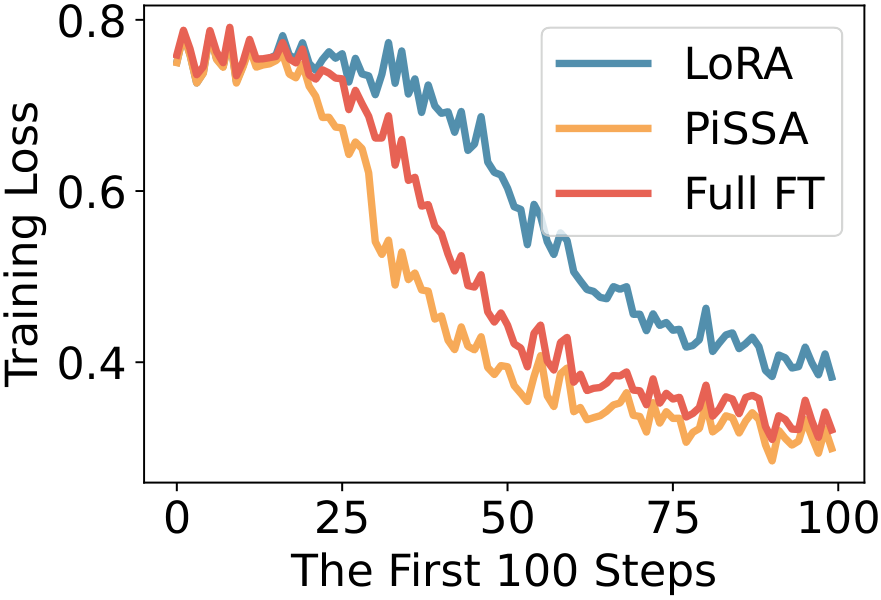 0.8
0.6
0.4
Training Loss
LoRA
PiSSA
Full FT
0 25 50 75 100
The First 100 Steps